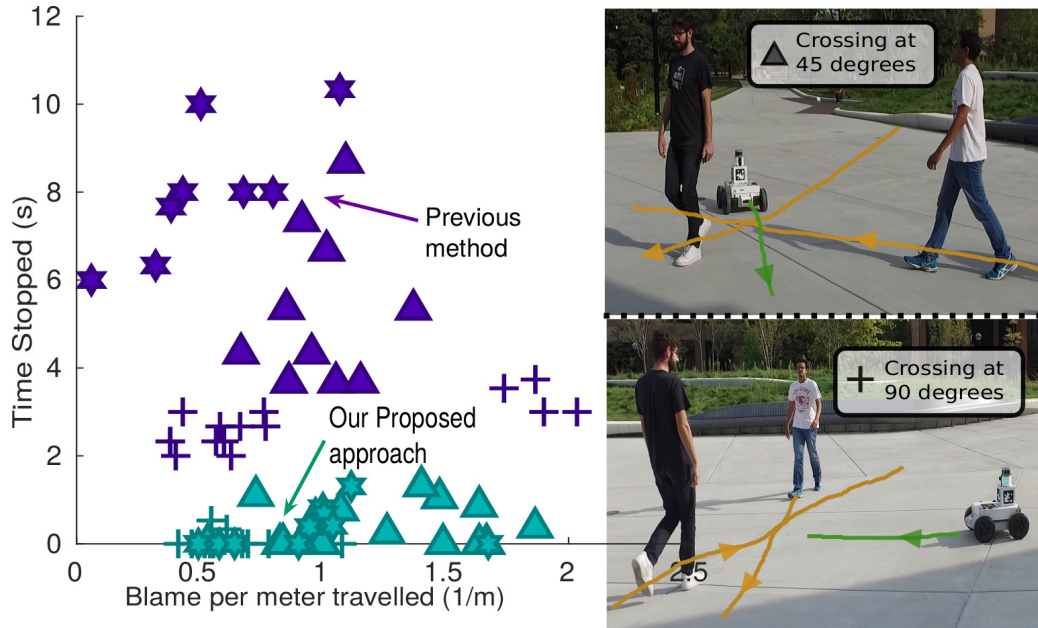 12
10
8
6
4
2
0
Time Stopped (s)
0
0.5
1
1.5
2
2.5
Blame per meter travelled (1/m)
Previous
method
Our Proposed
approach
Crossing at
45 degrees
Crossing at
90 degrees